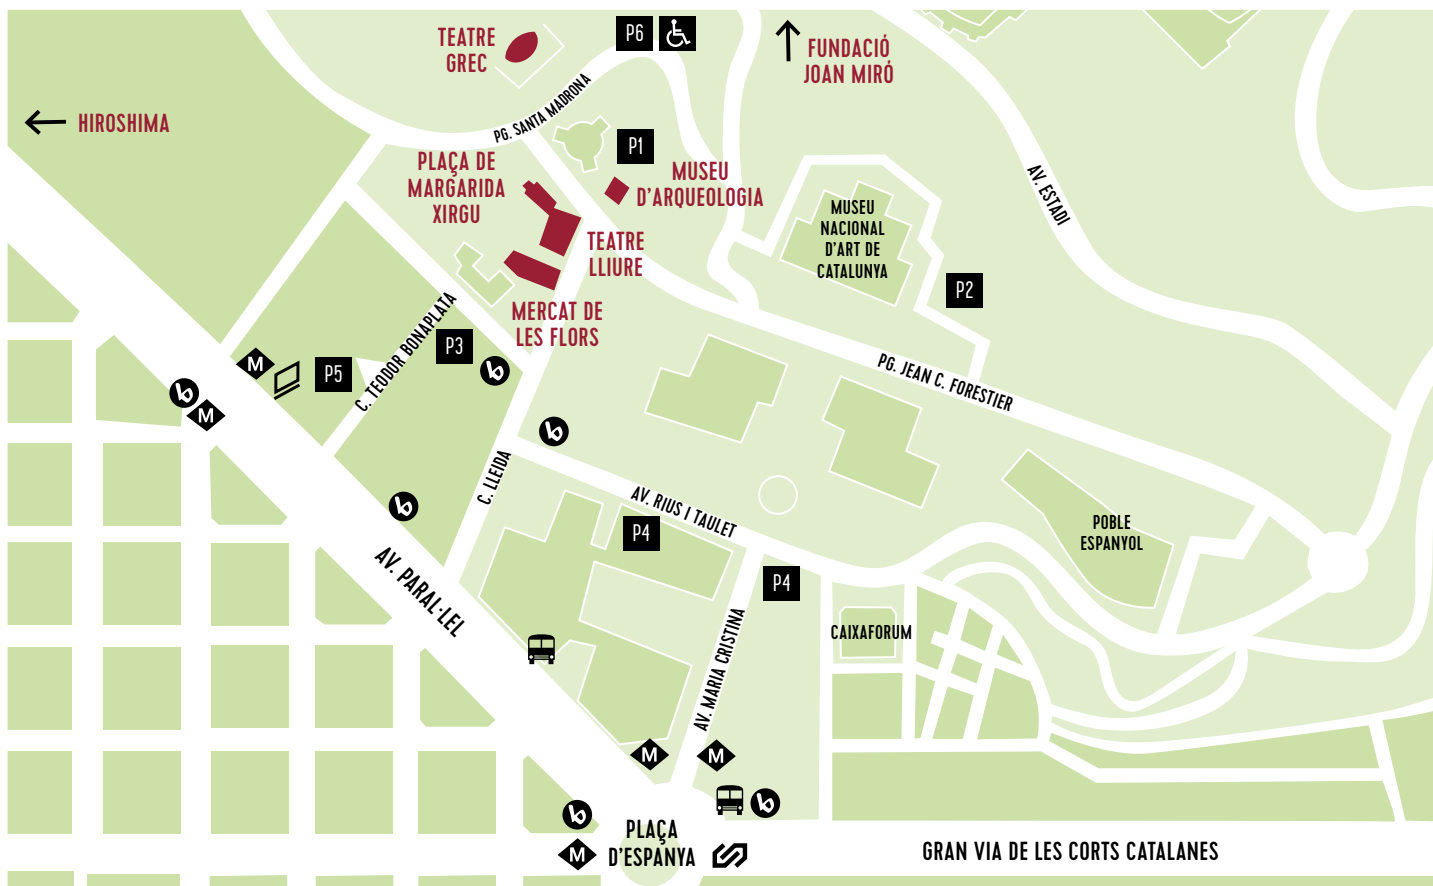 TEATRE
GREC
P6
FUNDACIÓ
JOAN MIRÓ
HIROSHIMA
PG. SANTA MADRONA
P1
PLAÇA DE
MARGARIDA
XIRGU
MUSEU
D'ARQUEOLOGIA
AV. ESTADI
MUSEU
NACIONAL
D'ART DE
CATALUNYA
TEATRE
LLIURE
P2
MERCAT DE
LES FLORS
C. TEODOR BONAPLATA
P3
M
P5
PG. JEAN C. FORESTIER
b
b
M
b
C. LLEIDA
AV. RIUS I TAULET
b
P4
POBLE
ESPANYOL
AV. PARAL·LEL
P4
CAIXAFORUM
AV. MARIA CRISTINA
M
M
b
b
PLAÇA
D'ESPANYA
M
GRAN VIA DE LES CORTS CATALANES